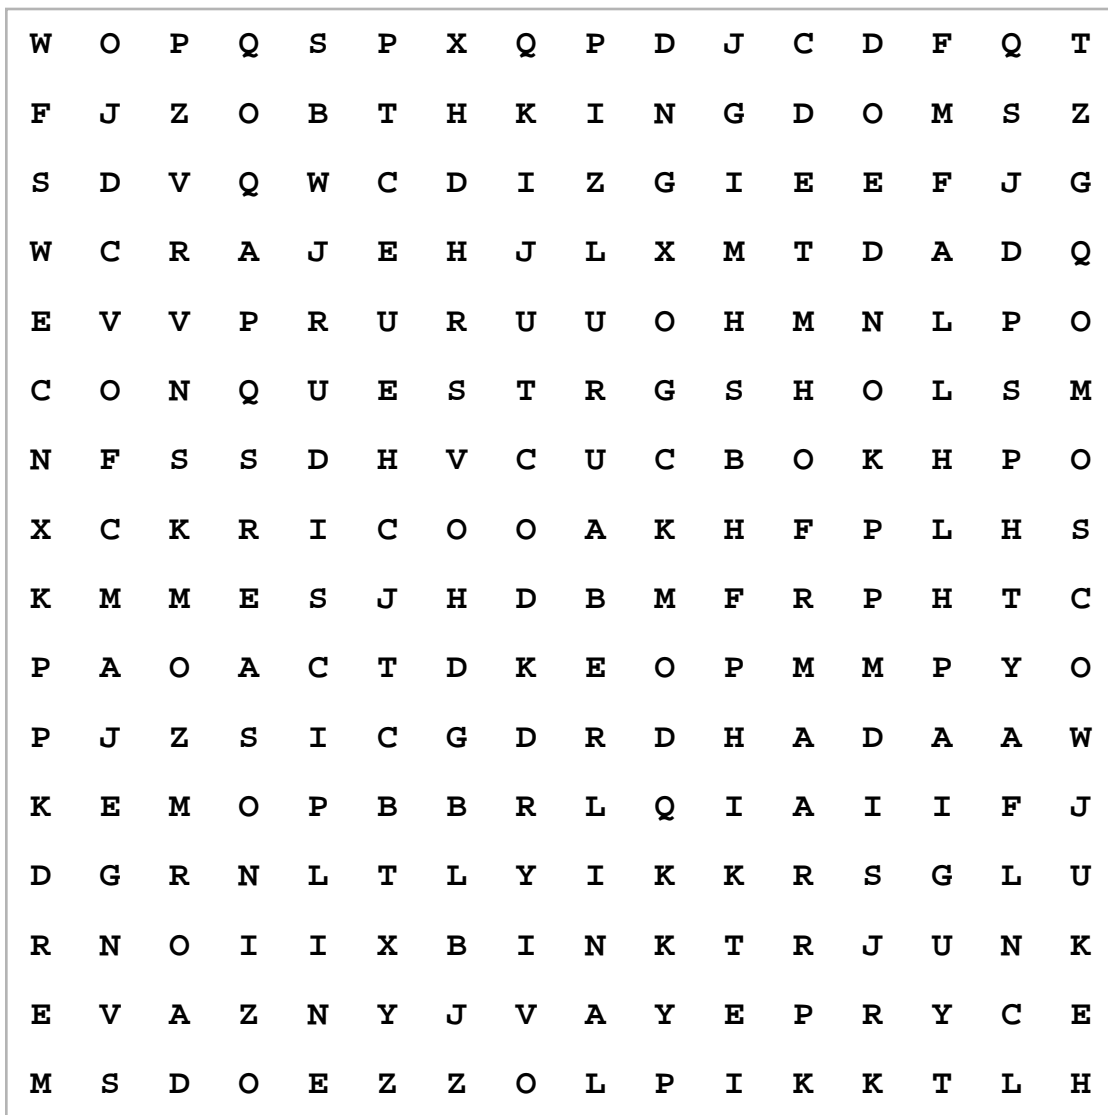 W O P Q S P X Q P D J C D F Q T
F J Z O B T H K I N G D O M S Z
S D V Q W C D I Z G I E E F J G
W C R A J E H J L X M T D A D Q
E V V P R U R U U O H M N L P O
C O N Q U E S T R G S H O L S M
N F S S D H V C U C B O K H P O
X C K R I C O O A K H F P L H S
K M M E S J H D B M F R P H T C
P A O A C T D K E O P M M P Y O
P J Z S I C G D R D H A D A A W
K E M O P B B R L Q I A I I F J
D G R N L T L Y I K K R S G L U
R N O I I X B I N K T R J U N K
E V A Z N Y J V A Y E P R Y C E
M S D O E Z Z O L P I K K T L H